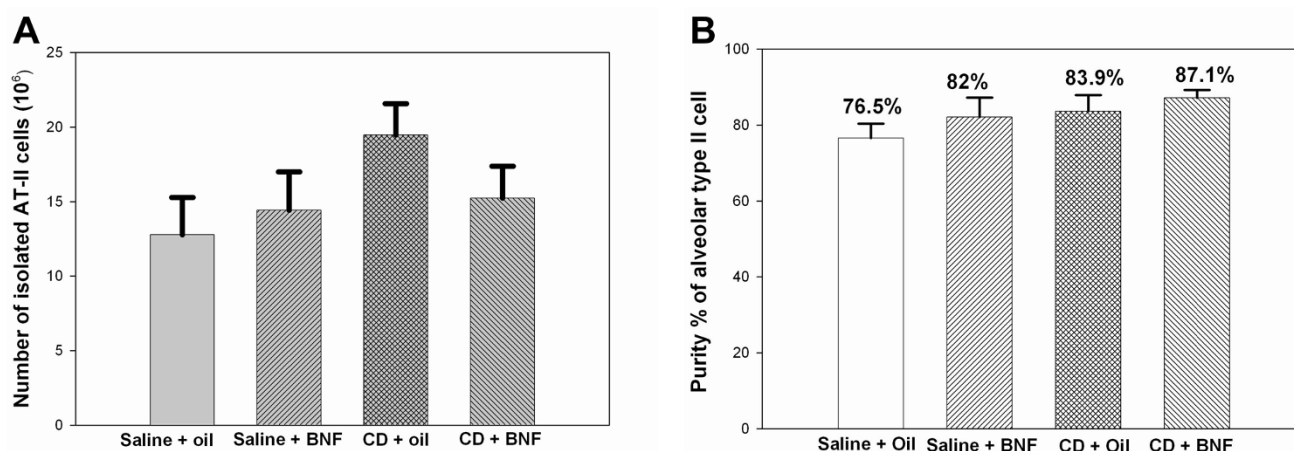 A
Number of isolated AT-II cells (10⁶)
25
20
15
10
5
0
Saline + oil
Saline + BNF
CD + oil
CD + BNF
B
Purity % of alveolar type II cell
100
80
60
40
20
0
76.5%
82%
83.9%
87.1%
Saline + Oil
Saline + BNF
CD + Oil
CD + BNF